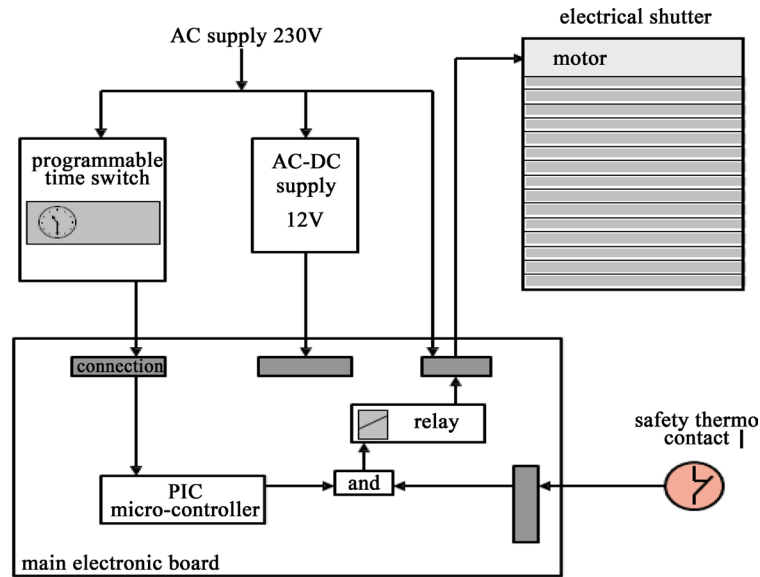 electrical shutter
AC supply 230V
motor
programmable
time switch
AC-DC
supply
12V
connection
relay
safety thermo
contact
PIC
micro-controller
and
main electronic board